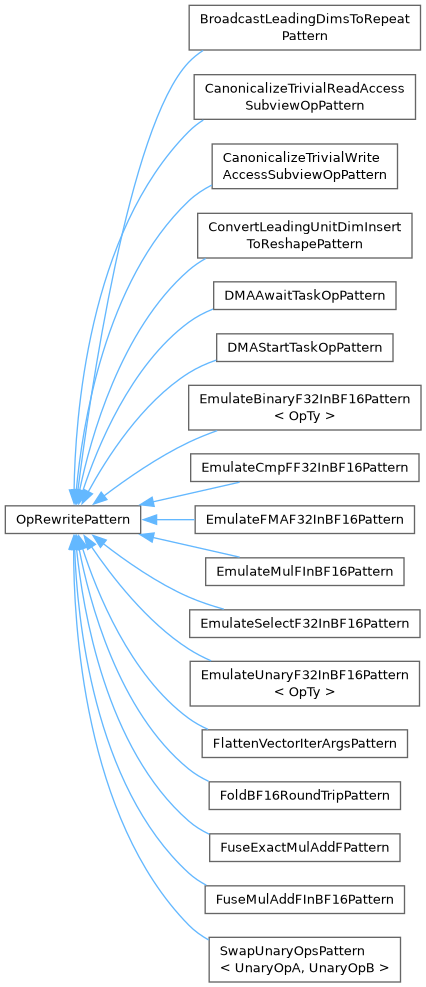 BroadcastLeadingDimsToRepeat
Pattern
CanonicalizeTrivialReadAccess
SubviewOpPattern
CanonicalizeTrivialWrite
AccessSubviewOpPattern
ConvertLeadingUnitDimInsert
ToReshapePattern
DMAAwaitTaskOpPattern
DMAStartTaskOpPattern
EmulateBinaryF32InBF16Pattern
< OpTy >
EmulateCmpFF32InBF16Pattern
OpRewritePattern
EmulateFMAF32InBF16Pattern
EmulateMulFInBF16Pattern
EmulateSelectF32InBF16Pattern
EmulateUnaryF32InBF16Pattern
< OpTy >
FlattenVectorIterArgsPattern
FoldBF16RoundTripPattern
FuseExactMulAddFPattern
FuseMulAddFInBF16Pattern
SwapUnaryOpsPattern
< UnaryOpA, UnaryOpB >